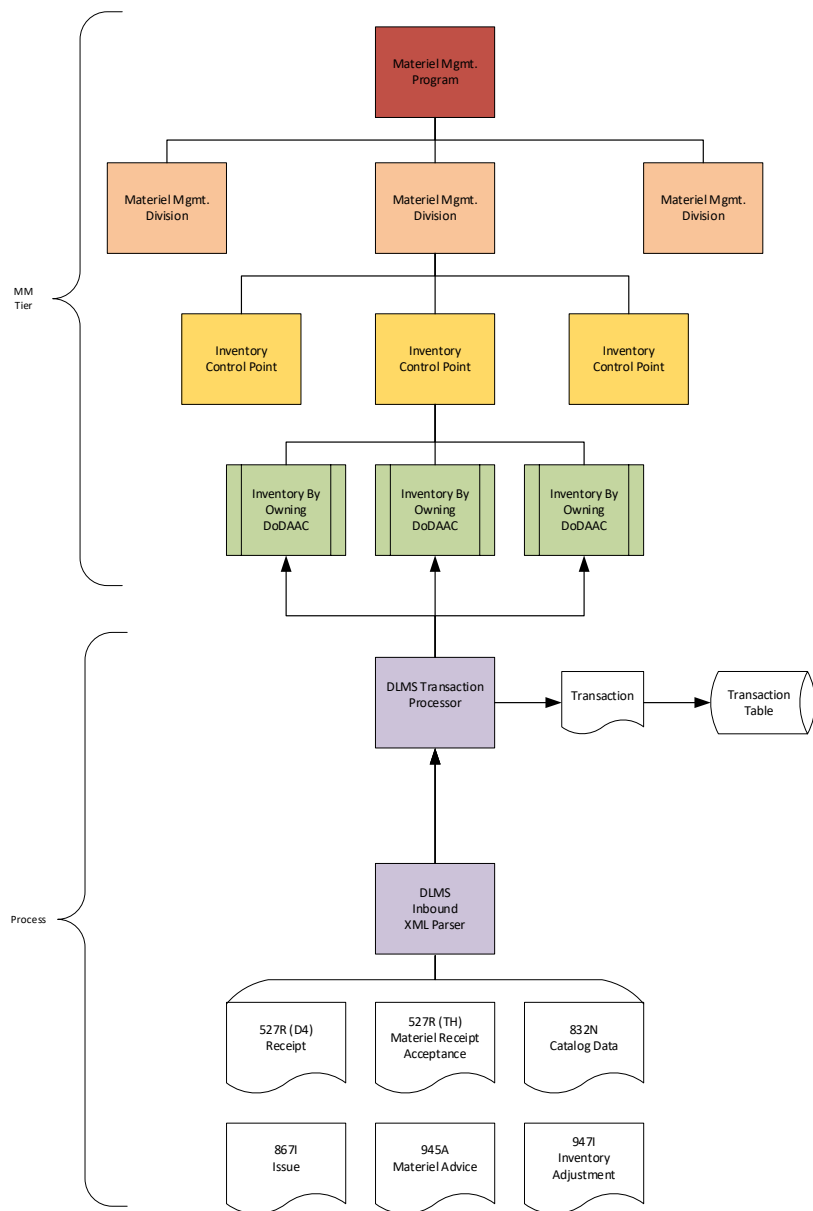 Materiel Mgmt.
Program
Materiel Mgmt.
Division
Materiel Mgmt.
Division
Materiel Mgmt.
Division
MM
Tier
Inventory
Control Point
Inventory
Control Point
Inventory
Control Point
Inventory By
Owning
DoDAAC
Inventory By
Owning
DoDAAC
Inventory By
Owning
DoDAAC
DLMS Transaction
Processor
Transaction
Transaction
Table
Process
DLMS
Inbound
XML Parser
527R (D4)
Receipt
527R (TH)
Materiel Receipt
Acceptance
832N
Catalog Data
867I
Issue
945A
Materiel Advice
947I
Inventory
Adjustment